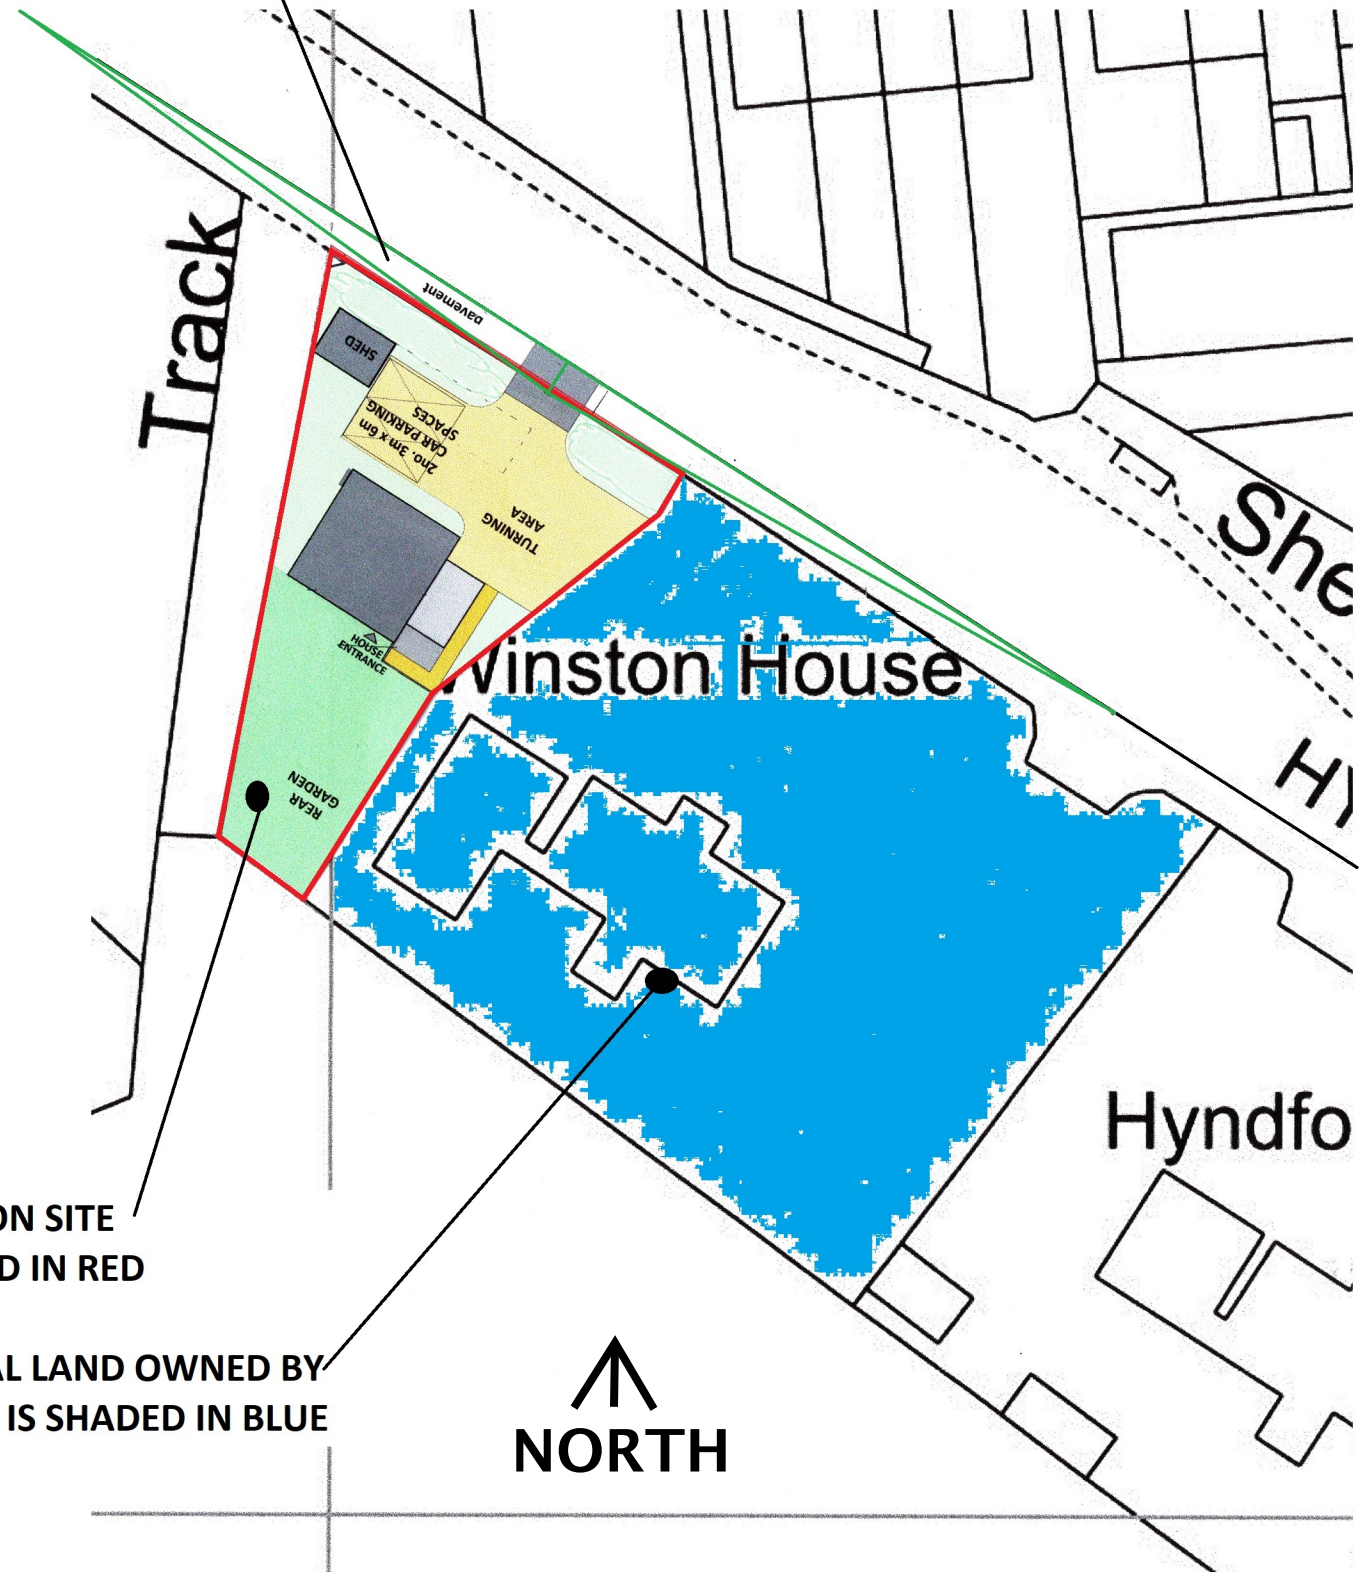 Track
pavement
SHED
2no. 3m x 6m
CAR PARKING
SPACES
TURNING
AREA
HOUSE
ENTRANCE
REAR
GARDEN
Winston House
She
HY
Hyndfo
ON SITE
D IN RED
AL LAND OWNED BY
IS SHADED IN BLUE
NORTH